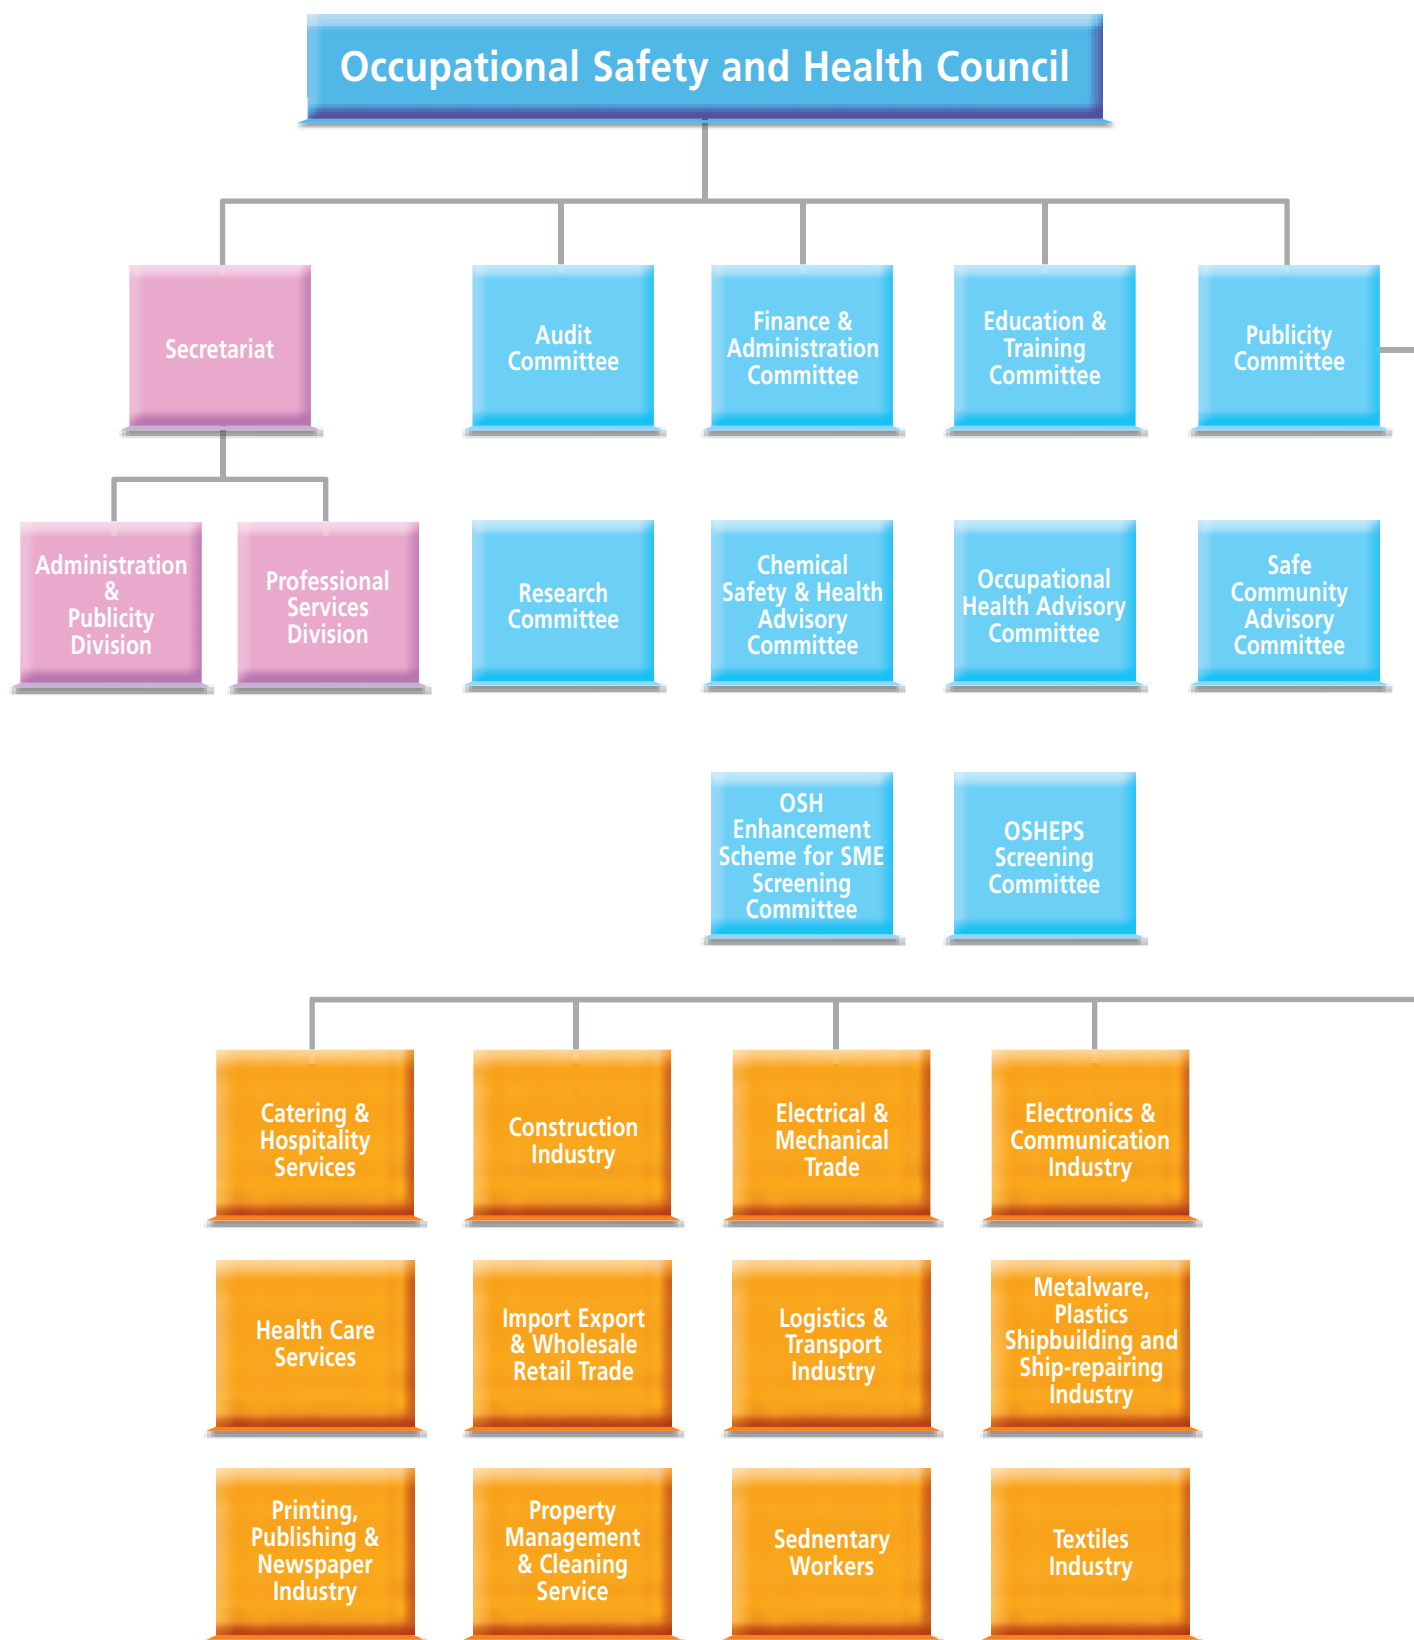 Occupational Safety and Health Council
Secretariat
Audit
Committee
Finance &
Administration
Committee
Education &
Training
Committee
Publicity
Committee
Administration
&
Publicity
Division
Professional
Services
Division
Research
Committee
Chemical
Safety & Health
Advisory
Committee
Occupational
Health Advisory
Committee
Safe
Community
Advisory
Committee
OSH
Enhancement
Scheme for SME
Screening
Committee
OSHEPS
Screening
Committee
Catering &
Hospitality
Services
Construction
Industry
Electrical &
Mechanical
Trade
Electronics &
Communication
Industry
Health Care
Services
Import Export
& Wholesale
Retail Trade
Logistics &
Transport
Industry
Metalware,
Plastics
Shipbuilding and
Ship-repairing
Industry
Printing,
Publishing &
Newspaper
Industry
Property
Management
& Cleaning
Service
Sednentary
Workers
Textiles
Industry